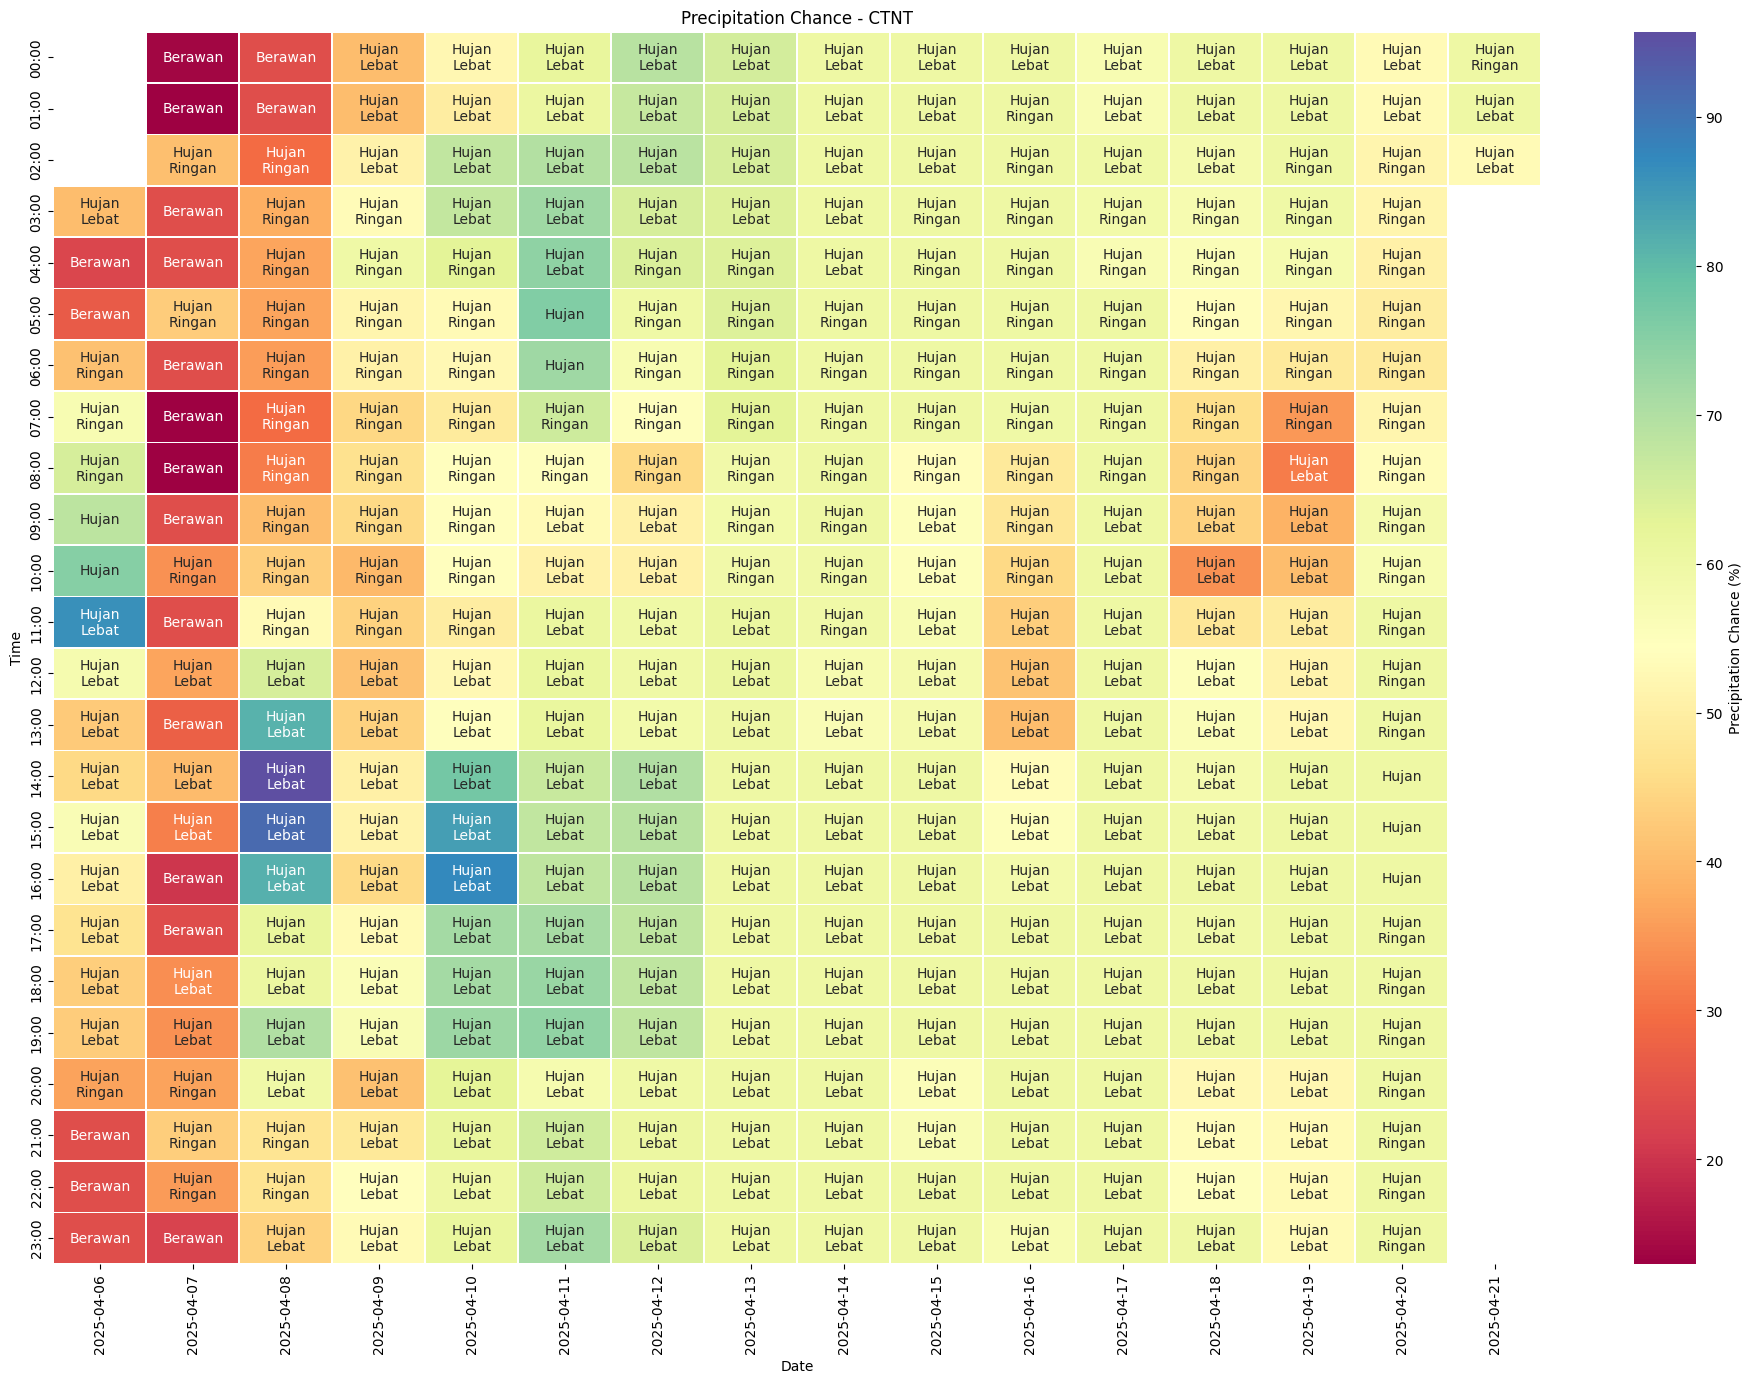 Precipitation Chance - CTNT
00:00 Berawan Berawan Hujan Lebat Hujan Lebat Hujan Lebat Hujan Lebat Hujan Lebat Hujan Lebat Hujan Lebat Hujan Lebat Hujan Lebat Hujan Lebat Hujan Lebat Hujan Lebat Hujan Ringan
01:00 Berawan Berawan Hujan Lebat Hujan Lebat Hujan Lebat Hujan Lebat Hujan Lebat Hujan Lebat Hujan Lebat Hujan Ringan Hujan Lebat Hujan Lebat Hujan Lebat Hujan Lebat Hujan Lebat
02:00 Hujan Ringan Hujan Ringan Hujan Lebat Hujan Lebat Hujan Lebat Hujan Lebat Hujan Lebat Hujan Lebat Hujan Lebat Hujan Ringan Hujan Lebat Hujan Lebat Hujan Ringan Hujan Ringan Hujan Lebat
03:00 Hujan Lebat Berawan Hujan Ringan Hujan Ringan Hujan Lebat Hujan Lebat Hujan Lebat Hujan Lebat Hujan Lebat Hujan Ringan Hujan Ringan Hujan Ringan Hujan Ringan Hujan Ringan Hujan Ringan
04:00 Berawan Berawan Hujan Ringan Hujan Ringan Hujan Ringan Hujan Lebat Hujan Ringan Hujan Ringan Hujan Lebat Hujan Ringan Hujan Ringan Hujan Ringan Hujan Ringan Hujan Ringan Hujan Ringan
05:00 Berawan Hujan Ringan Hujan Ringan Hujan Ringan Hujan Ringan Hujan Hujan Ringan Hujan Ringan Hujan Ringan Hujan Ringan Hujan Ringan Hujan Ringan Hujan Ringan Hujan Ringan Hujan Ringan
06:00 Hujan Ringan Berawan Hujan Ringan Hujan Ringan Hujan Ringan Hujan Hujan Ringan Hujan Ringan Hujan Ringan Hujan Ringan Hujan Ringan Hujan Ringan Hujan Ringan Hujan Ringan Hujan Ringan
07:00 Hujan Ringan Berawan Hujan Ringan Hujan Ringan Hujan Ringan Hujan Ringan Hujan Ringan Hujan Ringan Hujan Ringan Hujan Ringan Hujan Ringan Hujan Ringan Hujan Ringan Hujan Ringan Hujan Ringan
08:00 Hujan Ringan Berawan Hujan Ringan Hujan Ringan Hujan Ringan Hujan Ringan Hujan Ringan Hujan Ringan Hujan Ringan Hujan Ringan Hujan Ringan Hujan Ringan Hujan Ringan Hujan Lebat Hujan Ringan
09:00 Hujan Berawan Hujan Ringan Hujan Ringan Hujan Ringan Hujan Lebat Hujan Lebat Hujan Ringan Hujan Ringan Hujan Lebat Hujan Ringan Hujan Lebat Hujan Lebat Hujan Lebat Hujan Ringan
10:00 Hujan Hujan Ringan Hujan Ringan Hujan Ringan Hujan Ringan Hujan Lebat Hujan Lebat Hujan Ringan Hujan Ringan Hujan Lebat Hujan Ringan Hujan Lebat Hujan Lebat Hujan Lebat Hujan Ringan
11:00 Hujan Lebat Berawan Hujan Ringan Hujan Ringan Hujan Ringan Hujan Lebat Hujan Lebat Hujan Lebat Hujan Ringan Hujan Lebat Hujan Lebat Hujan Lebat Hujan Lebat Hujan Lebat Hujan Ringan
12:00 Hujan Lebat Hujan Lebat Hujan Lebat Hujan Lebat Hujan Lebat Hujan Lebat Hujan Lebat Hujan Lebat Hujan Lebat Hujan Lebat Hujan Lebat Hujan Lebat Hujan Lebat Hujan Lebat Hujan Ringan
13:00 Hujan Lebat Berawan Hujan Lebat Hujan Lebat Hujan Lebat Hujan Lebat Hujan Lebat Hujan Lebat Hujan Lebat Hujan Lebat Hujan Lebat Hujan Lebat Hujan Lebat Hujan Lebat Hujan Ringan
14:00 Hujan Lebat Hujan Lebat Hujan Lebat Hujan Lebat Hujan Lebat Hujan Lebat Hujan Lebat Hujan Lebat Hujan Lebat Hujan Lebat Hujan Lebat Hujan Lebat Hujan Lebat Hujan Lebat Hujan
15:00 Hujan Lebat Hujan Lebat Hujan Lebat Hujan Lebat Hujan Lebat Hujan Lebat Hujan Lebat Hujan Lebat Hujan Lebat Hujan Lebat Hujan Lebat Hujan Lebat Hujan Lebat Hujan Lebat Hujan
16:00 Hujan Lebat Berawan Hujan Lebat Hujan Lebat Hujan Lebat Hujan Lebat Hujan Lebat Hujan Lebat Hujan Lebat Hujan Lebat Hujan Lebat Hujan Lebat Hujan Lebat Hujan Lebat Hujan
17:00 Hujan Lebat Berawan Hujan Lebat Hujan Lebat Hujan Lebat Hujan Lebat Hujan Lebat Hujan Lebat Hujan Lebat Hujan Lebat Hujan Lebat Hujan Lebat Hujan Lebat Hujan Lebat Hujan Ringan
18:00 Hujan Lebat Hujan Lebat Hujan Lebat Hujan Lebat Hujan Lebat Hujan Lebat Hujan Lebat Hujan Lebat Hujan Lebat Hujan Lebat Hujan Lebat Hujan Lebat Hujan Lebat Hujan Lebat Hujan Ringan
19:00 Hujan Lebat Hujan Lebat Hujan Lebat Hujan Lebat Hujan Lebat Hujan Lebat Hujan Lebat Hujan Lebat Hujan Lebat Hujan Lebat Hujan Lebat Hujan Lebat Hujan Lebat Hujan Lebat Hujan Ringan
20:00 Hujan Ringan Hujan Ringan Hujan Lebat Hujan Lebat Hujan Lebat Hujan Lebat Hujan Lebat Hujan Lebat Hujan Lebat Hujan Lebat Hujan Lebat Hujan Lebat Hujan Lebat Hujan Lebat Hujan Ringan
21:00 Berawan Hujan Ringan Hujan Ringan Hujan Lebat Hujan Lebat Hujan Lebat Hujan Lebat Hujan Lebat Hujan Lebat Hujan Lebat Hujan Lebat Hujan Lebat Hujan Lebat Hujan Lebat Hujan Ringan
22:00 Berawan Hujan Ringan Hujan Ringan Hujan Lebat Hujan Lebat Hujan Lebat Hujan Lebat Hujan Lebat Hujan Lebat Hujan Lebat Hujan Lebat Hujan Lebat Hujan Lebat Hujan Lebat Hujan Ringan
23:00 Berawan Berawan Hujan Lebat Hujan Lebat Hujan Lebat Hujan Lebat Hujan Lebat Hujan Lebat Hujan Lebat Hujan Lebat Hujan Lebat Hujan Lebat Hujan Lebat Hujan Lebat Hujan Ringan
Time
2025-04-06 2025-04-07 2025-04-08 2025-04-09 2025-04-10 2025-04-11 2025-04-12 2025-04-13 2025-04-14 2025-04-15 2025-04-16 2025-04-17 2025-04-18 2025-04-19 2025-04-20 2025-04-21
Date
90
80
70
60
50
40
30
20
Precipitation Chance (%)